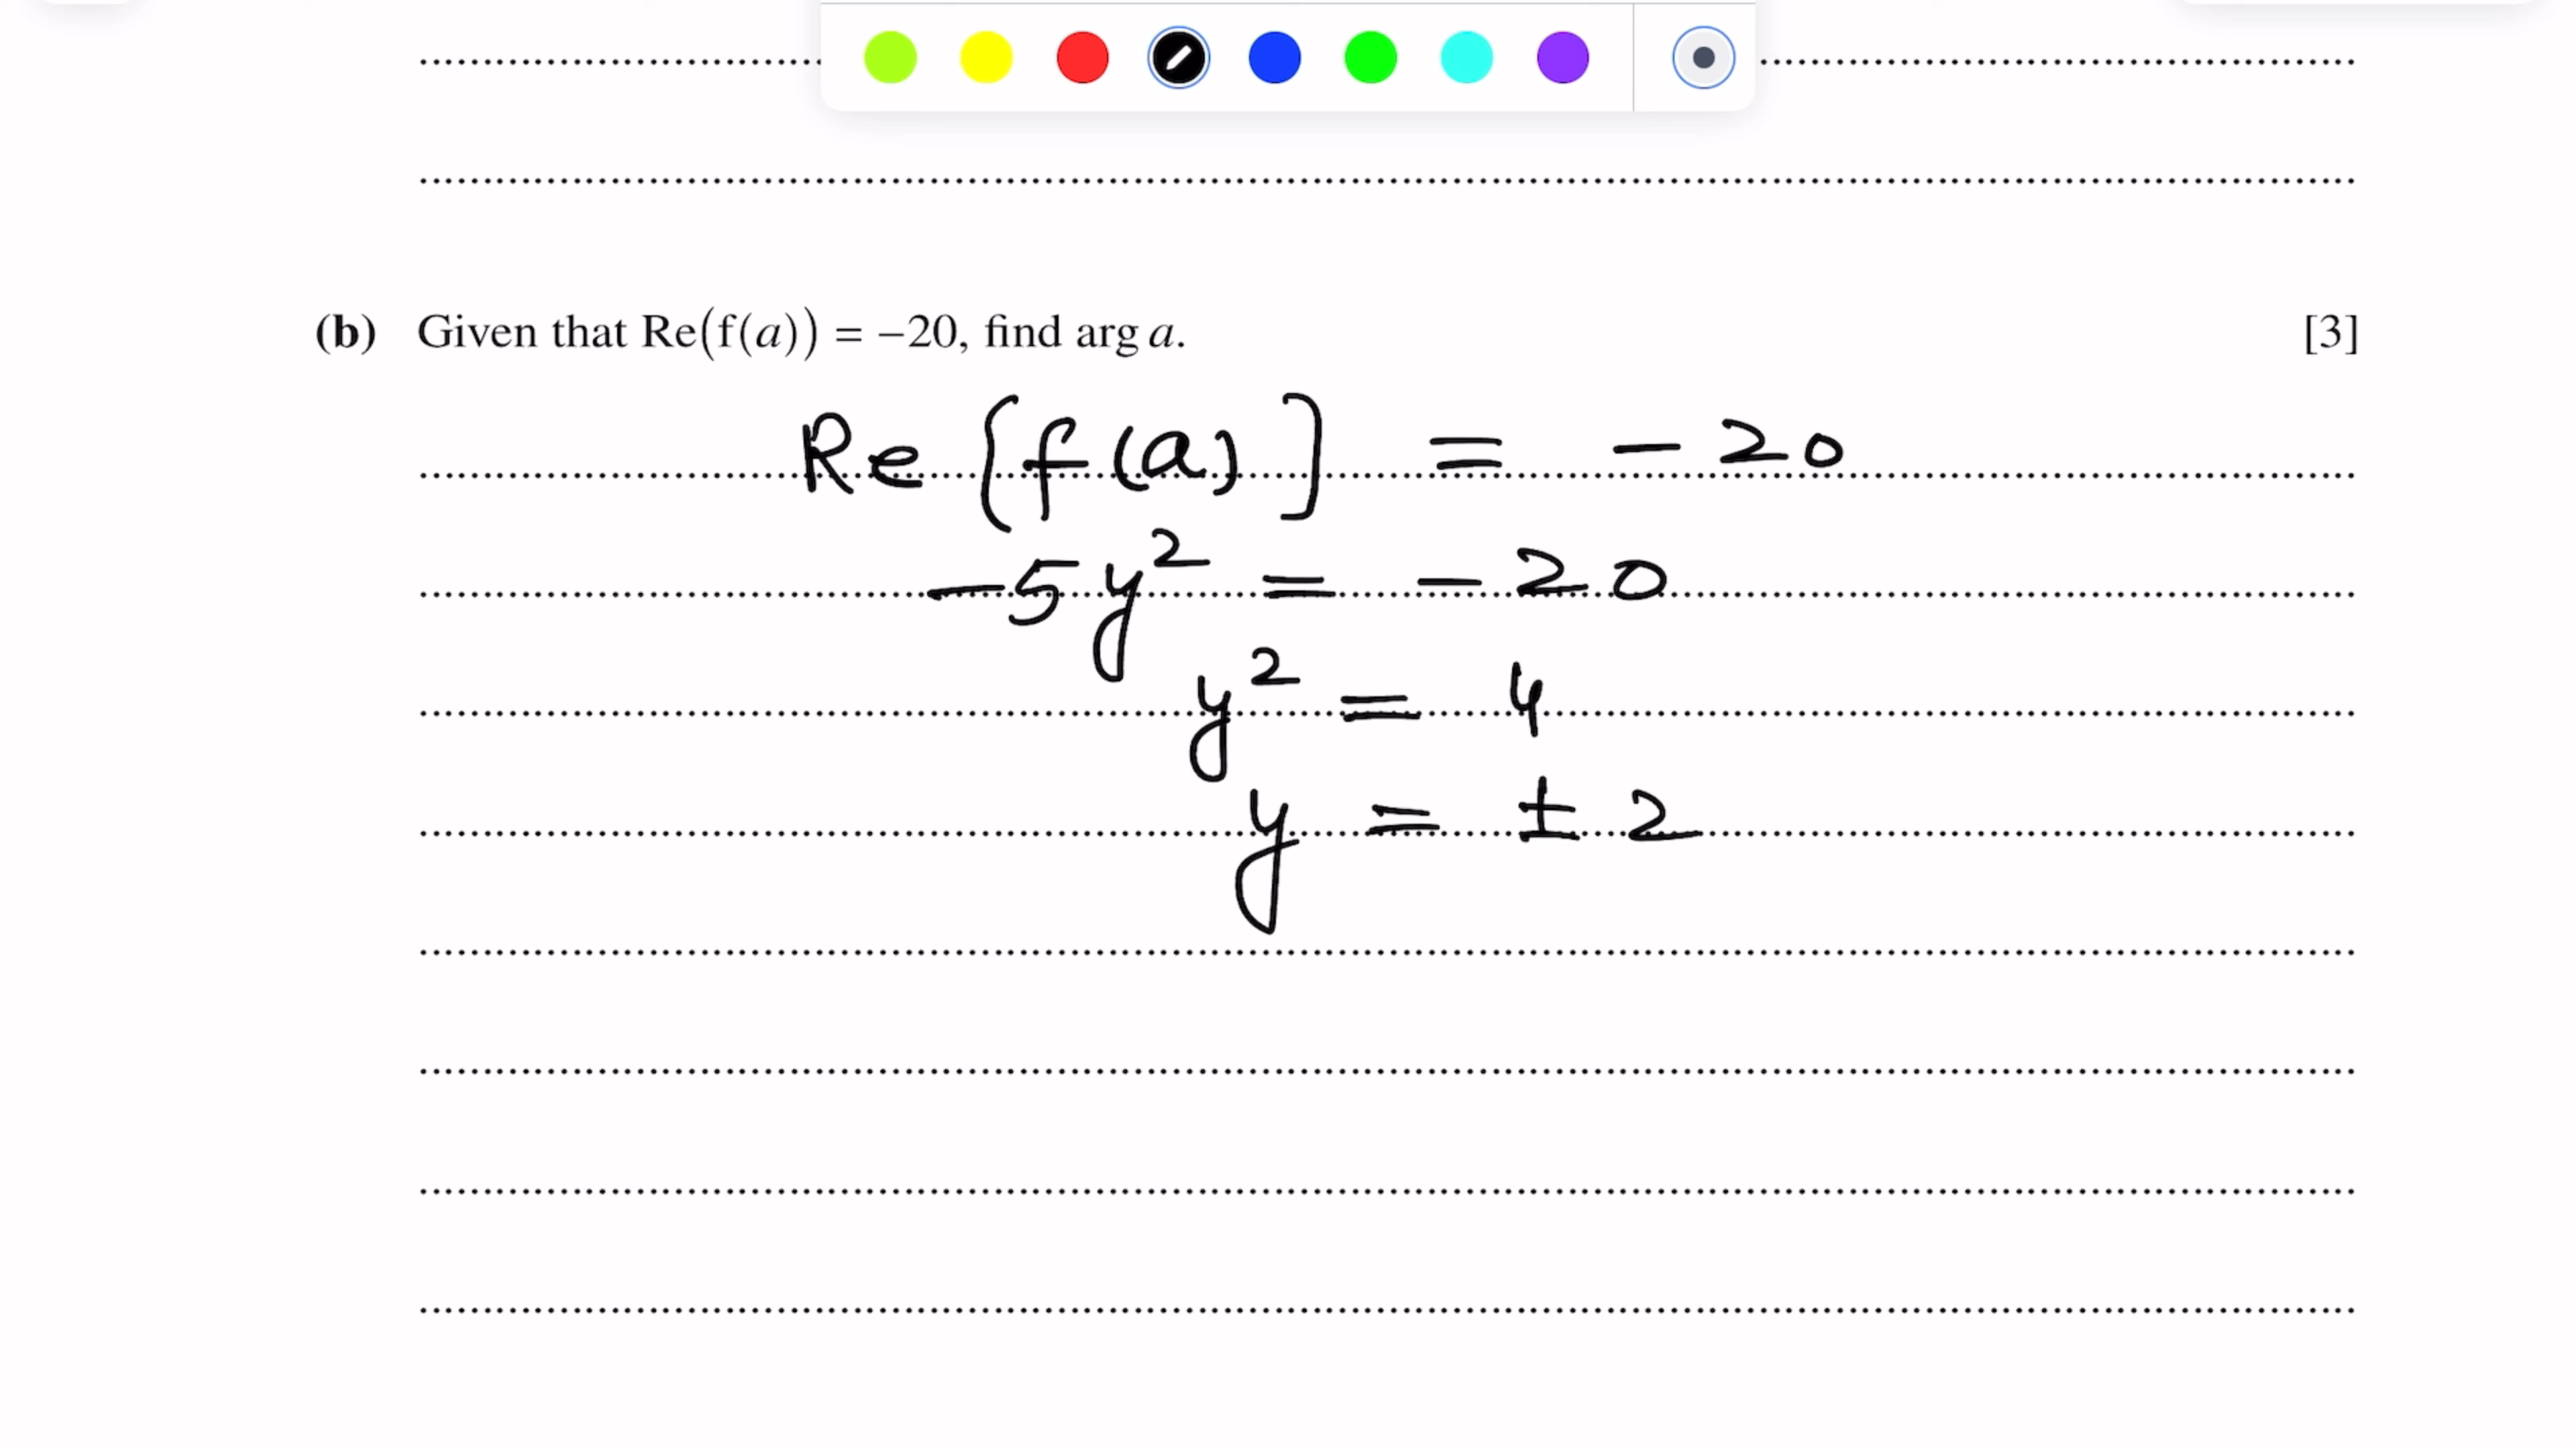 (b) Given that Re(f(a)) = −20, find arg a. [3]
Re [f(a)] = − 20
−5y² = − 20
y² = 4
y = ± 2